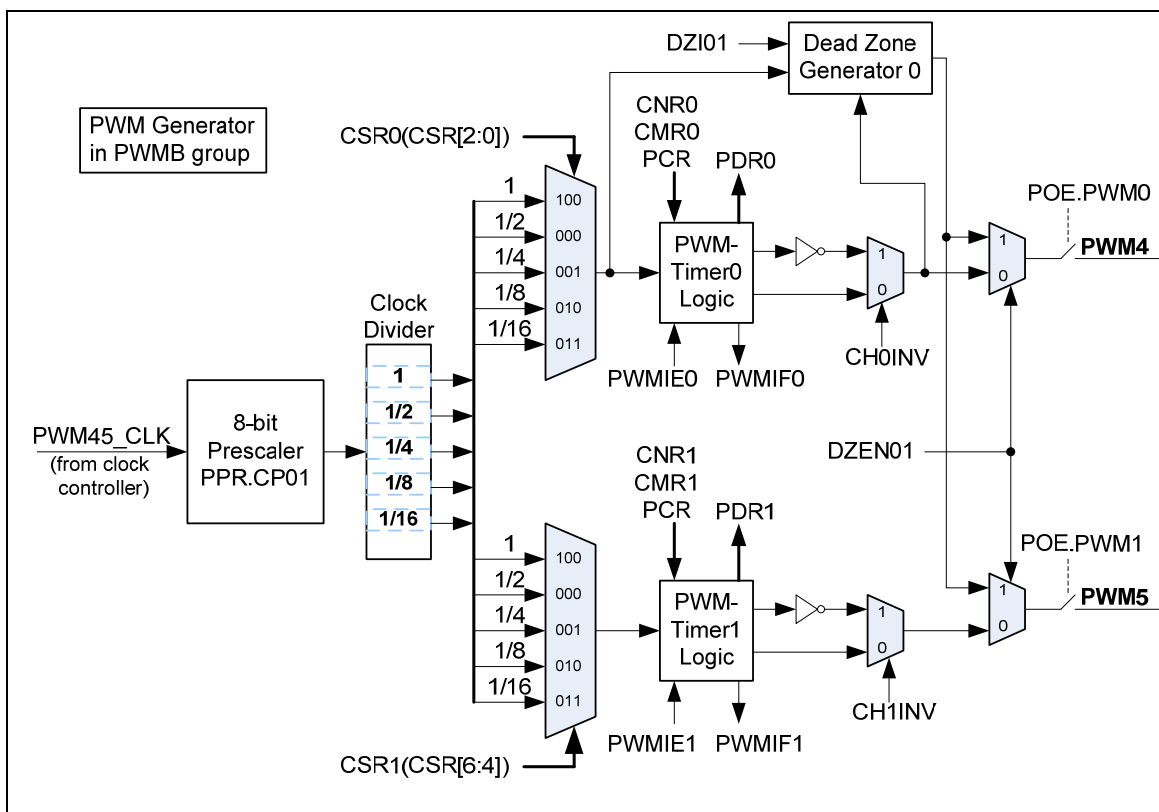 PWM Generator
in PWMB group
DZI01
Dead Zone
Generator 0
CSR0(CSR[2:0])
CNR0
CMR0
PCR
PDR0
1
1/2
1/4
1/8
1/16
100
000
001
010
011
PWM-
Timer0
Logic
1
0
PWMIE0
PWMIF0
CH0INV
1
0
POE.PWM0
PWM4
Clock
Divider
1
1/2
1/4
1/8
1/16
PWM45_CLK
(from clock
controller)
8-bit
Prescaler
PPR.CP01
DZEN01
CNR1
CMR1
PCR
PDR1
1
1/2
1/4
1/8
1/16
100
000
001
010
011
PWM-
Timer1
Logic
1
0
PWMIE1
PWMIF1
CH1INV
1
0
POE.PWM1
PWM5
CSR1(CSR[6:4])